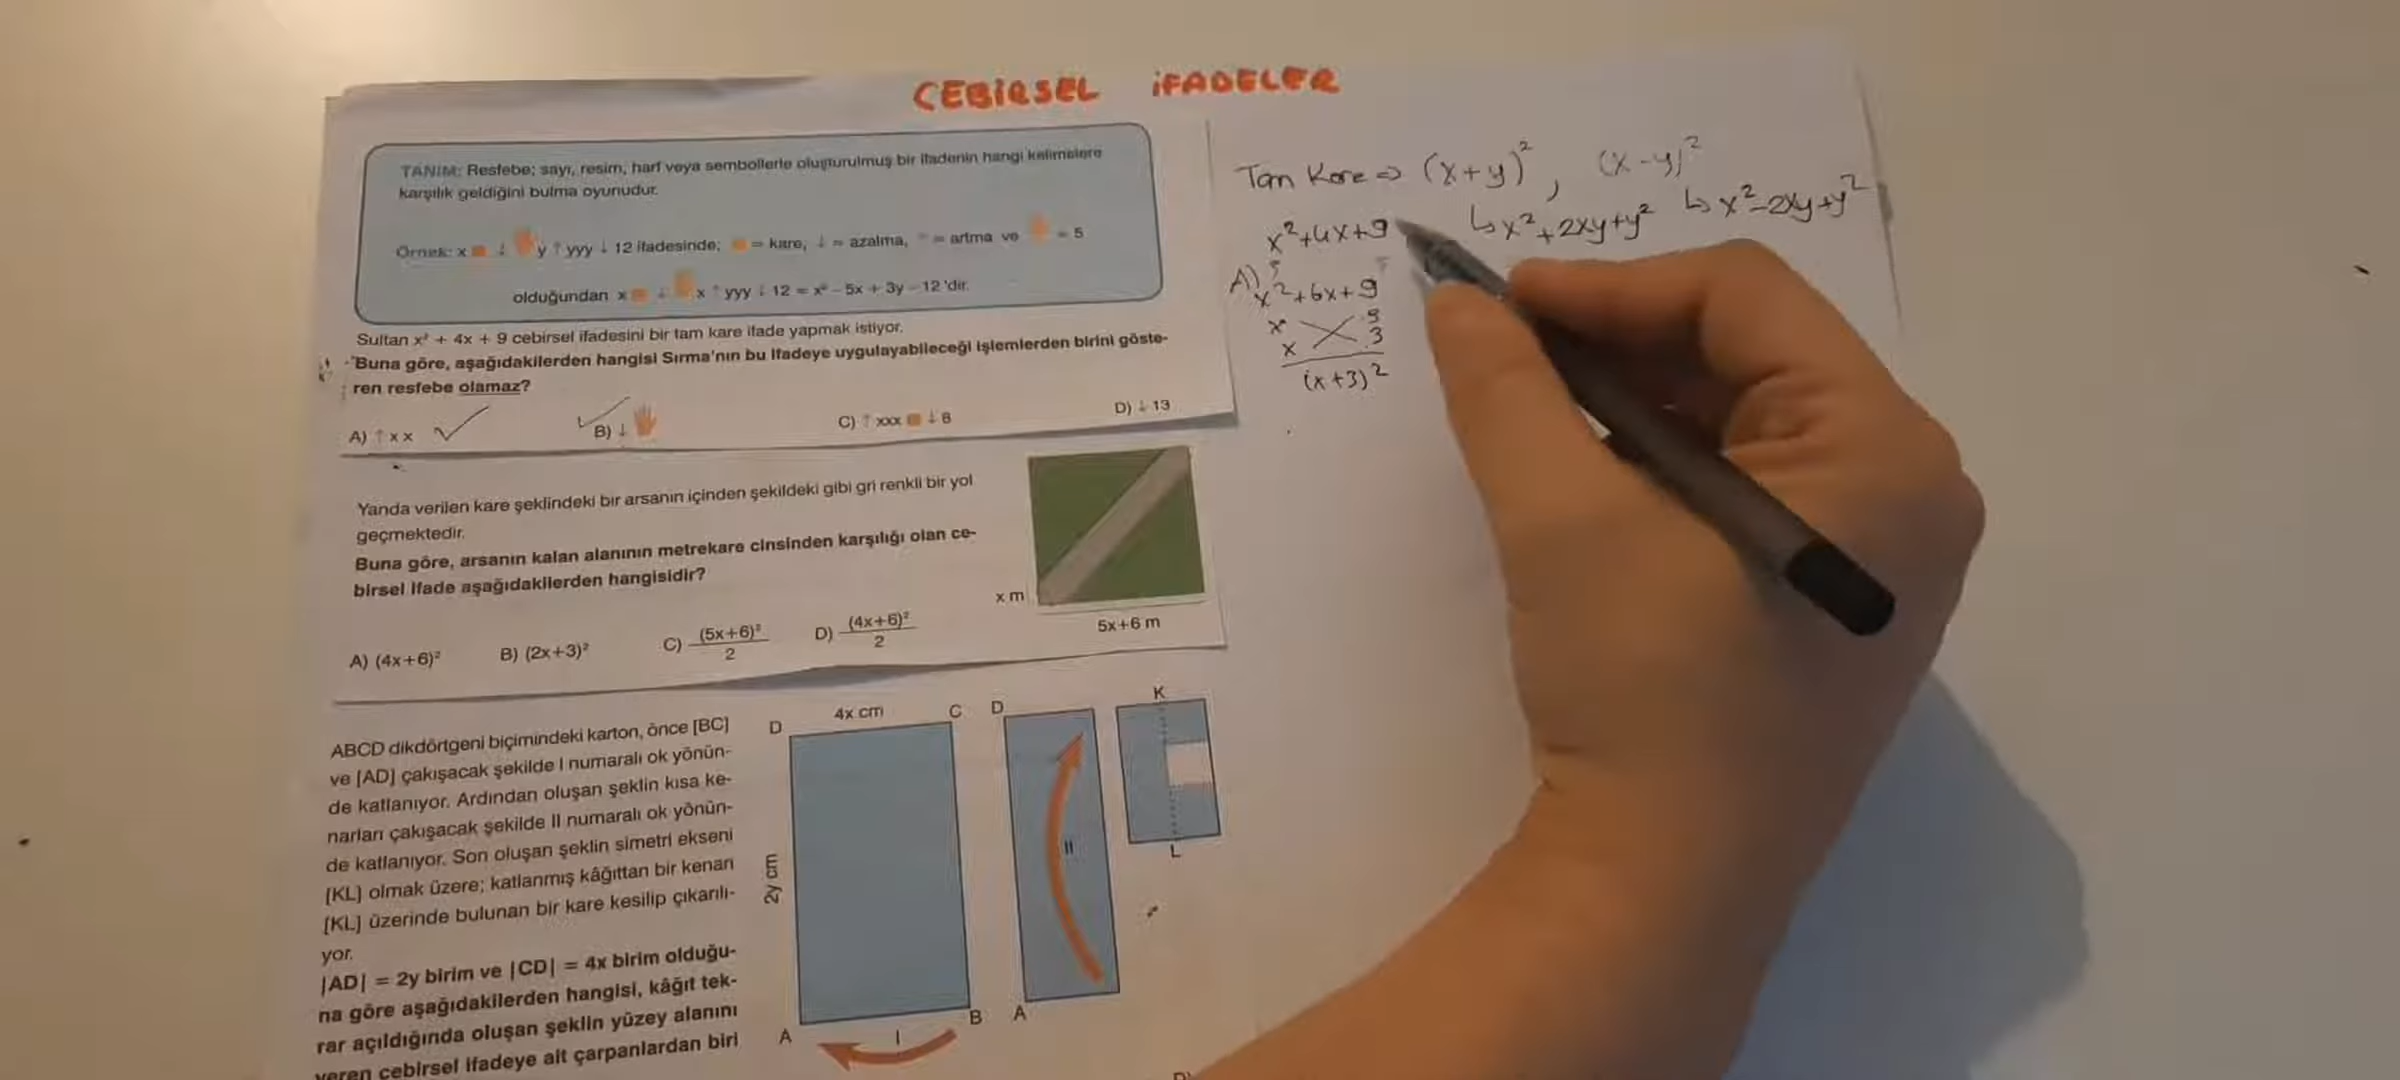 CEBİRSEL İFADELER
TANIM: Resfebe; sayı, resim, harf veya sembollerle oluşturulmuş bir ifadenin hangi kelimelere
karşılık geldiğini bulma oyunudur.
Örnek: x ↓ y ↑ yyy ↓ 12 ifadesinde; = kare, ↓ = azalma, = artma ve = 5
olduğundan x ↓ x ↑ yyy ↓ 12 = x² - 5x + 3y - 12 'dir.
Sultan x² + 4x + 9 cebirsel ifadesini bir tam kare ifade yapmak istiyor.
Buna göre, aşağıdakilerden hangisi Sırma'nın bu ifadeye uygulayabileceği işlemlerden birini göste-
ren resfebe olamaz?
A) ↑ x x
B) ↓
C) ↑ xxx ↓ 8
D) ↓ 13
Yanda verilen kare şeklindeki bir arsanın içinden şekildeki gibi gri renkli bir yol
geçmektedir.
Buna göre, arsanın kalan alanının metrekare cinsinden karşılığı olan ce-
birsel ifade aşağıdakilerden hangisidir?
A) (4x+6)²
B) (2x+3)²
C) (5x+6)²
2
D) (4x+6)²
2
x m
5x+6 m
ABCD dikdörtgeni biçimindeki karton, önce [BC]
ve [AD] çakışacak şekilde I numaralı ok yönün-
de katlanıyor. Ardından oluşan şeklin kısa ke-
narları çakışacak şekilde II numaralı ok yönün-
de katlanıyor. Son oluşan şeklin simetri ekseni
[KL] olmak üzere; katlanmış kâğıttan bir kenarı
[KL] üzerinde bulunan bir kare kesilip çıkarılı-
yor.
|AD| = 2y birim ve |CD| = 4x birim olduğu-
na göre aşağıdakilerden hangisi, kâğıt tek-
rar açıldığında oluşan şeklin yüzey alanını
veren cebirsel ifadeye ait çarpanlardan biri
D
4x cm
C
2y cm
A
B
I
D
A
II
K
L
Tam Kare ⇒ (x+y)², (x-y)²
↳ x²+2xy+y² ↳ x²-2xy+y²
x²+4x+9
A)
x²+6x+9
x 3
x 3
(x+3)²